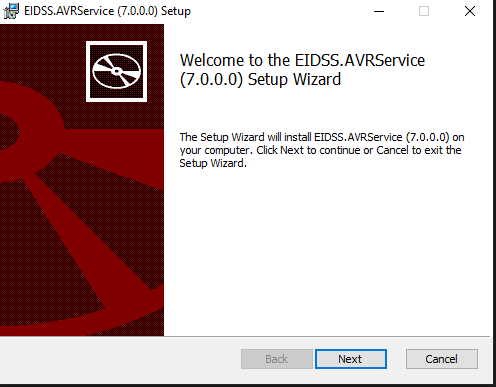 EIDSS.AVRService (7.0.0.0) Setup
Welcome to the EIDSS.AVRService
(7.0.0.0) Setup Wizard
The Setup Wizard will install EIDSS.AVRService (7.0.0.0) on
your computer. Click Next to continue or Cancel to exit the
Setup Wizard.
Back Next Cancel